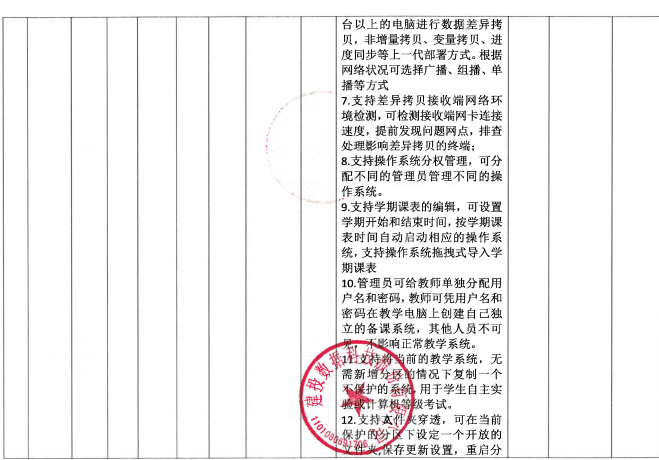 台以上的电脑进行数据差异拷
贝，非增量拷贝、变量拷贝、进
度同步等上一代部署方式。根据
网络状况可选择广播、组播、单
播等方式
7.支持差异拷贝接收端网络环
境检测，可检测接收端网卡连接
速度，提前发现问题网点，排查
处理影响差异拷贝的终端；
8.支持操作系统分权管理，可分
配不同的管理员管理不同的操
作系统。
9.支持学期课表的编辑，可设置
学期开始和结束时间，按学期课
表时间自动启动相应的操作系
统，支持操作系统拖拽式导入学
期课表
10.管理员可给教师单独分配用
户名和密码，教师可凭用户名和
密码在教学电脑上创建自己独
立的备课系统，其他人员不可
见，不影响正常教学系统。
11.支持将当前的教学系统，无
需新增分区的情况下复制一个
不保护的系统，用于学生自主实
验或计算机等级考试。
12.支持文件夹穿透，可在当前
保护的分区下设定一个开放的
文件夹,保存更新设置，重启分
建投数据科技